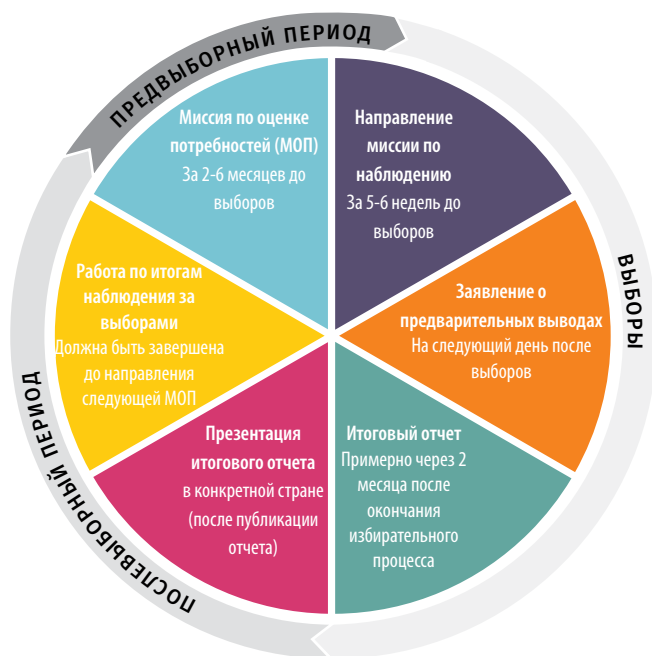 ПРЕДВЫБОРНЫЙ ПЕРИОД
Миссия по оценке
потребностей (МОП)
За 2-6 месяцев до
выборов
Направление
миссии по
наблюдению
За 5-6 недель до
выборов
ВЫБОРЫ
Заявление о
предварительных выводах
На следующий день после
выборов
Итоговый отчет
Примерно через 2
месяца после
окончания
избирательного
процесса
Презентация
итогового отчета
в конкретной стране
(после публикации
отчета)
ПОСЛЕВЫБОРНЫЙ ПЕРИОД
Работа по итогам
наблюдения за
выборами
Должна быть завершена
до направления
следующей МОП